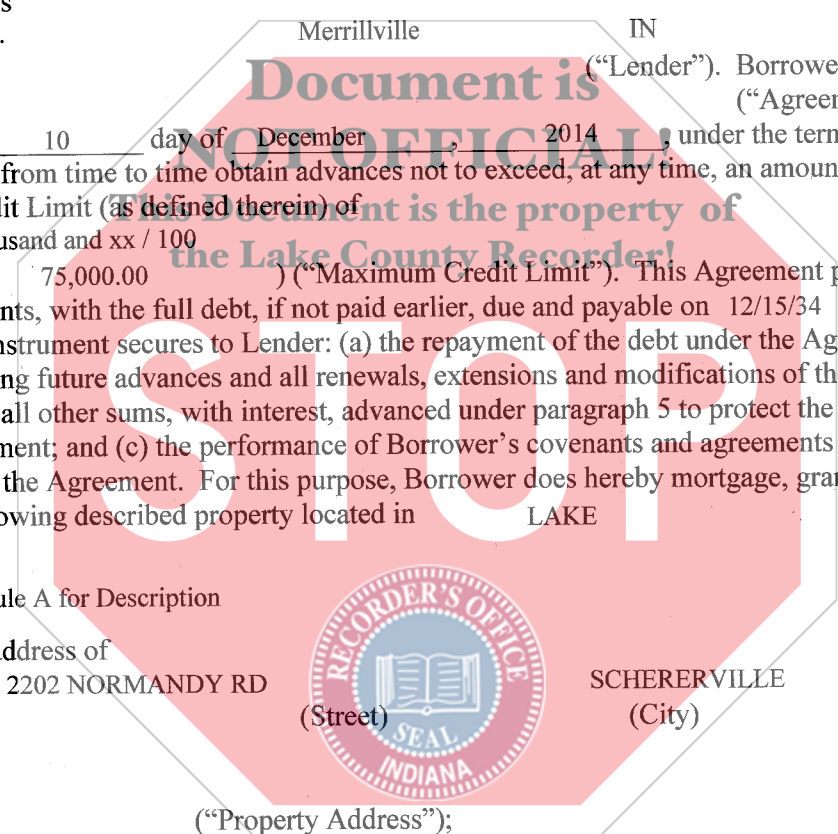 s
.
Merrillville IN
(“Lender”). Borrowe
Document is
(“Agreer
10 day of December , 2014 , under the term
NOT OFFICIAL!
from time to time obtain advances not to exceed, at any time, an amoun
dit Limit (as defined therein) of
This Document is the property of
usand and xx / 100
the Lake County Recorder!
75,000.00 ) (“Maximum Credit Limit”). This Agreement p
nts, with the full debt, if not paid earlier, due and payable on 12/15/34
nstrument secures to Lender: (a) the repayment of the debt under the Ag
ng future advances and all renewals, extensions and modifications of th
all other sums, with interest, advanced under paragraph 5 to protect the
ment; and (c) the performance of Borrower’s covenants and agreements
the Agreement. For this purpose, Borrower does hereby mortgage, gran
owing described property located in LAKE
STOP
ule A for Description
address of
2202 NORMANDY RD SCHERERVILLE
(Street) (City)
RECORDER'S OFFICE
SEAL
INDIANA
(“Property Address”);